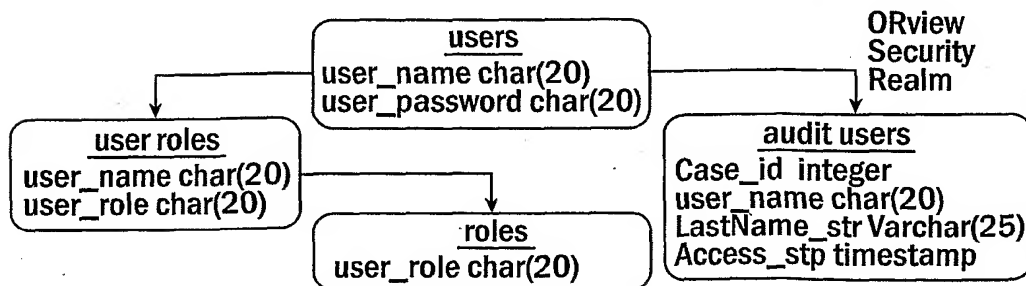 users
user_name char(20)
user_password char(20)
ORview
Security
Realm
user roles
user_name char(20)
user_role char(20)
roles
user_role char(20)
audit users
Case_id integer
user_name char(20)
LastName_str Varchar(25)
Access_stp timestamp